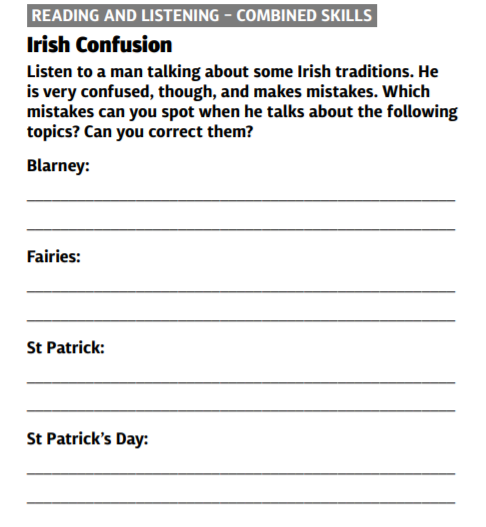 READING AND LISTENING – COMBINED SKILLS
Irish Confusion
Listen to a man talking about some Irish traditions. He
is very confused, though, and makes mistakes. Which
mistakes can you spot when he talks about the following
topics? Can you correct them?
Blarney:
Fairies:
St Patrick:
St Patrick’s Day: